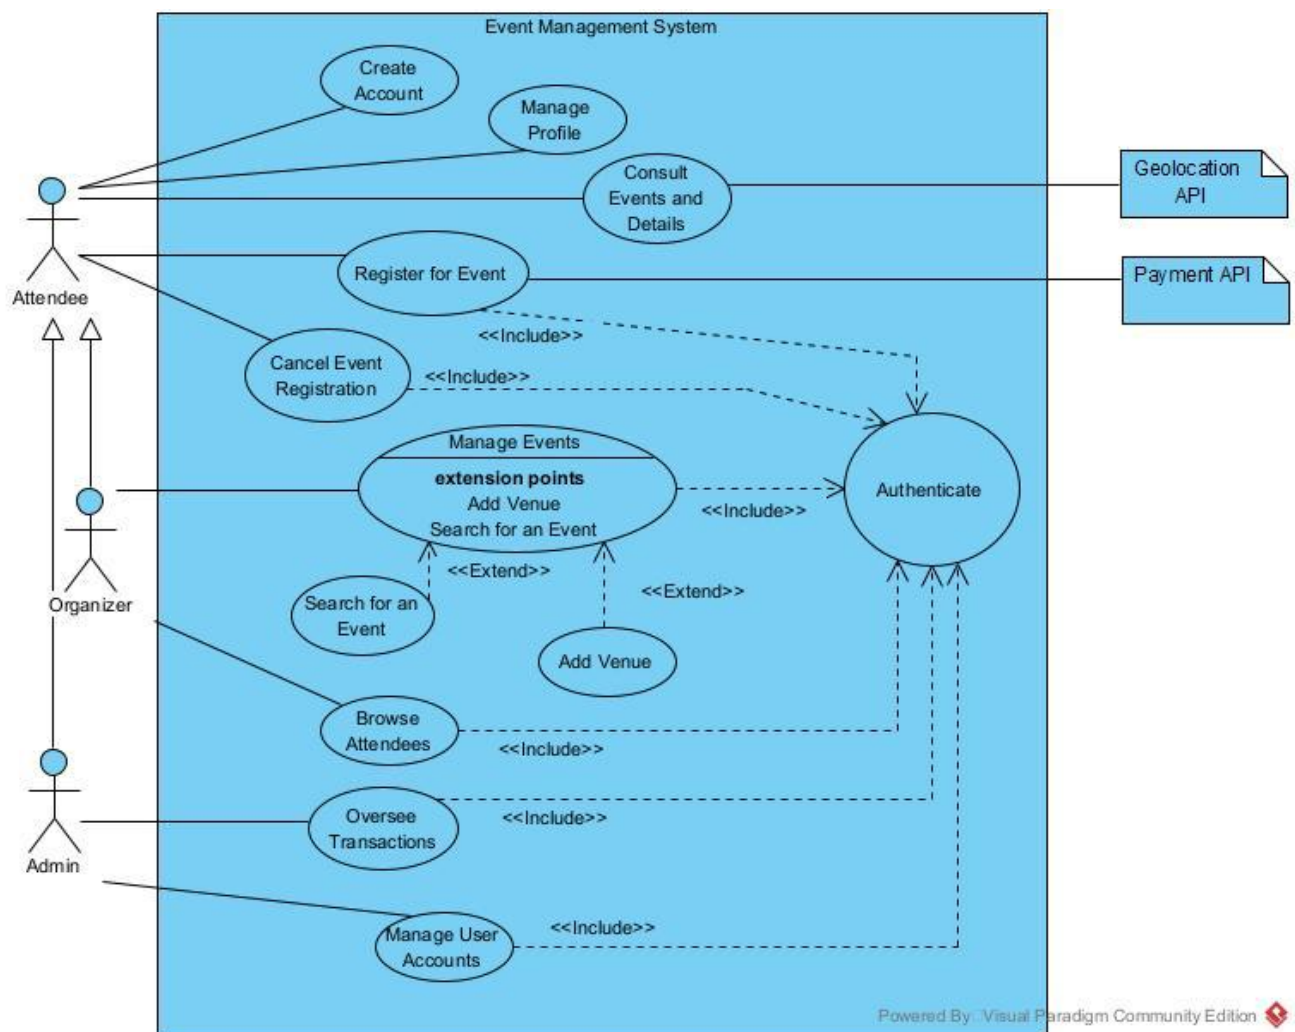 Event Management System
Create
Account
Manage
Profile
Consult
Events and
Details
Geolocation
API
Attendee
Register for Event
Payment API
<<Include>>
Cancel Event
Registration
<<Include>>
Manage Events
extension points
Add Venue
Search for an Event
<<Include>>
Authenticate
Organizer
<<Extend>>
<<Extend>>
Search for an
Event
Add Venue
Browse
Attendees
<<Include>>
Admin
Oversee
Transactions
<<Include>>
Manage User
Accounts
<<Include>>
Powered By Visual Paradigm Community Edition